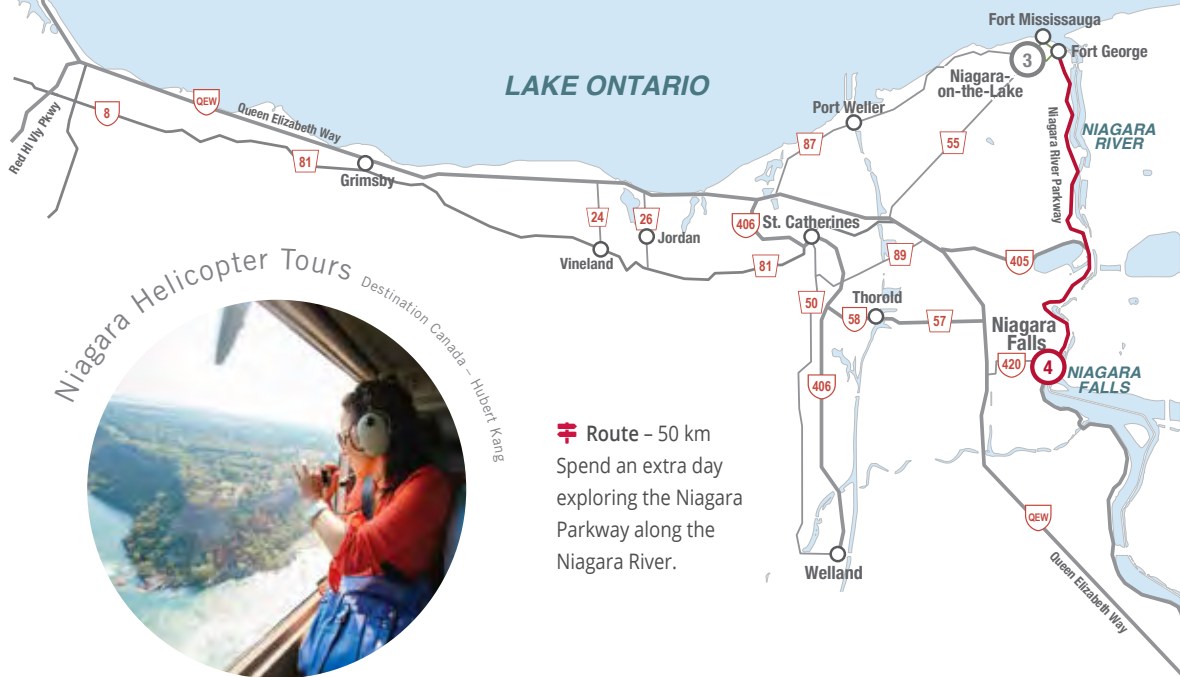 Fort Mississauga
3
Fort George
Niagara-
on-the-Lake
LAKE ONTARIO
Port Weller
NIAGARA
RIVER
Niagara River Parkway
8
QEW
Queen Elizabeth Way
Red Hl Vly Pkwy
81
Grimsby
87
55
24
26
Jordan
Vineland
406
St. Catherines
81
89
405
50
Thorold
58
57
Niagara
Falls
420
4
NIAGARA
FALLS
406
Welland
QEW
Queen Elizabeth Way
Niagara Helicopter Tours Destination Canada – Hubert Kang
Route – 50 km
Spend an extra day
exploring the Niagara
Parkway along the
Niagara River.